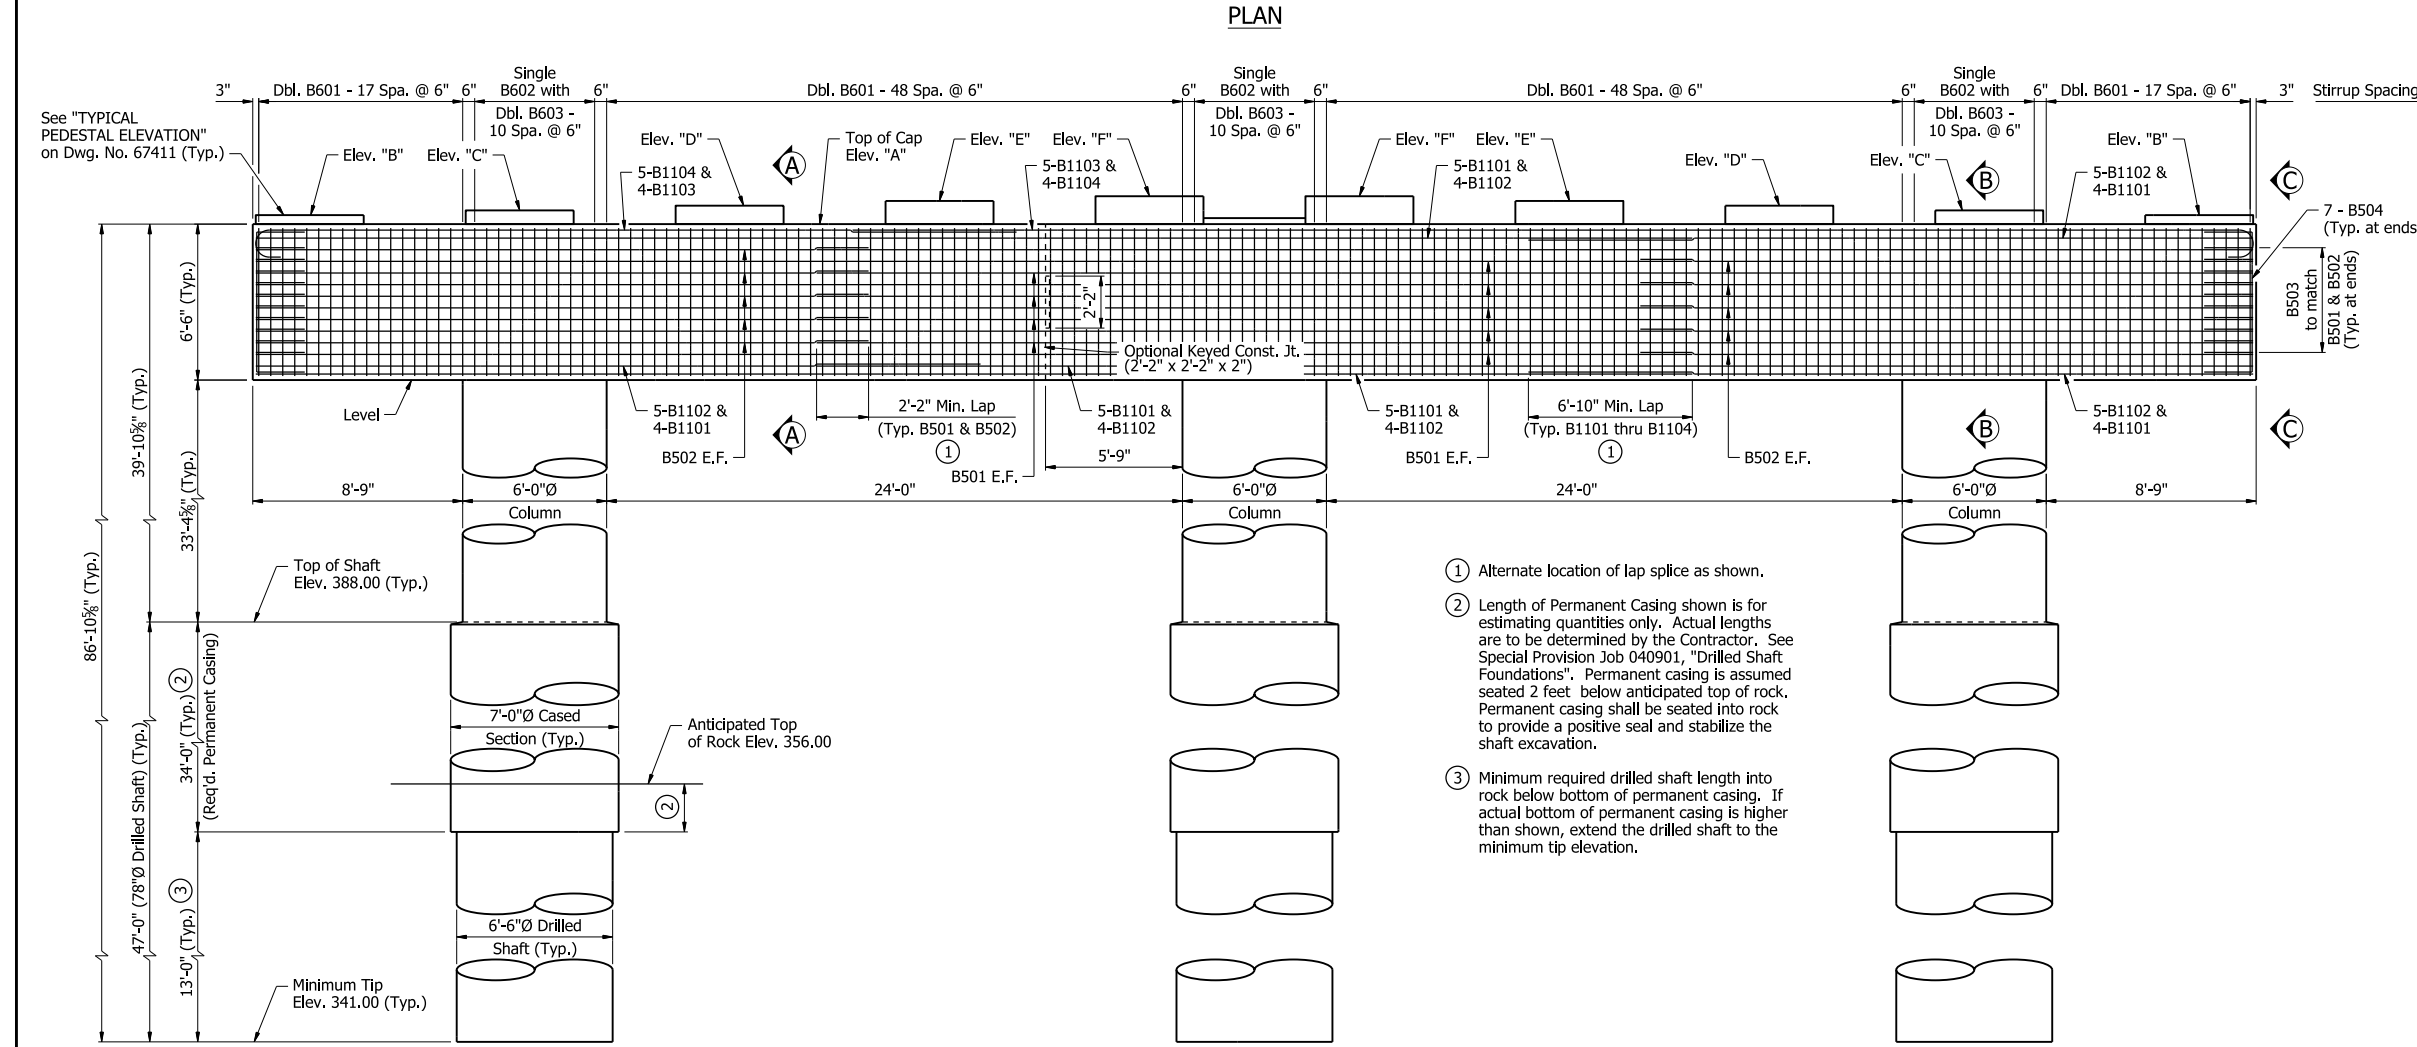 PLAN
3"
Dbl. B601 - 17 Spa. @ 6"
6"
Single
B602 with
Dbl. B603 -
10 Spa. @ 6"
6"
Dbl. B601 - 48 Spa. @ 6"
6"
Single
B602 with
Dbl. B603 -
10 Spa. @ 6"
6"
Dbl. B601 - 48 Spa. @ 6"
6"
Single
B602 with
Dbl. B603 -
10 Spa. @ 6"
6"
Dbl. B601 - 17 Spa. @ 6"
3"
Stirrup Spacing
See "TYPICAL
PEDESTAL ELEVATION"
on Dwg. No. 67411 (Typ.)
Elev. "B"
Elev. "C"
Elev. "D"
A
Top of Cap
Elev. "A"
Elev. "E"
Elev. "F"
Elev. "F"
Elev. "E"
Elev. "D"
Elev. "C"
B
Elev. "B"
C
5-B1104 &
4-B1103
5-B1103 &
4-B1104
5-B1101 &
4-B1102
5-B1102 &
4-B1101
7 - B504
(Typ. at ends
B503
to match
B501 & B502
(Typ. at ends)
2'-2"
Optional Keyed Const. Jt.
(2'-2" x 2'-2" x 2")
Level
5-B1102 &
4-B1101
A
2'-2" Min. Lap
(Typ. B501 & B502)
1
5-B1101 &
4-B1102
5-B1101 &
4-B1102
6'-10" Min. Lap
(Typ. B1101 thru B1104)
1
5-B1102 &
4-B1101
B
C
B502 E.F.
B501 E.F.
5'-9"
B501 E.F.
B502 E.F.
8'-9"
6'-0"Ø
Column
24'-0"
6'-0"Ø
Column
24'-0"
6'-0"Ø
Column
8'-9"
86'-10⅝" (Typ.)
39'-10⅝" (Typ.)
6'-6" (Typ.)
33'-4⅝" (Typ.)
47'-0" (78"Ø Drilled Shaft) (Typ.)
34'-0" (Typ.) 2
(Req'd. Permanent Casing)
13'-0" (Typ.) 3
Top of Shaft
Elev. 388.00 (Typ.)
7'-0"Ø Cased
Section (Typ.)
Anticipated Top
of Rock Elev. 356.00
2
6'-6"Ø Drilled
Shaft (Typ.)
Minimum Tip
Elev. 341.00 (Typ.)
1 Alternate location of lap splice as shown.
2 Length of Permanent Casing shown is for
estimating quantities only. Actual lengths
are to be determined by the Contractor. See
Special Provision Job 040901, "Drilled Shaft
Foundations". Permanent casing is assumed
seated 2 feet below anticipated top of rock.
Permanent casing shall be seated into rock
to provide a positive seal and stabilize the
shaft excavation.
3 Minimum required drilled shaft length into
rock below bottom of permanent casing. If
actual bottom of permanent casing is higher
than shown, extend the drilled shaft to the
minimum tip elevation.